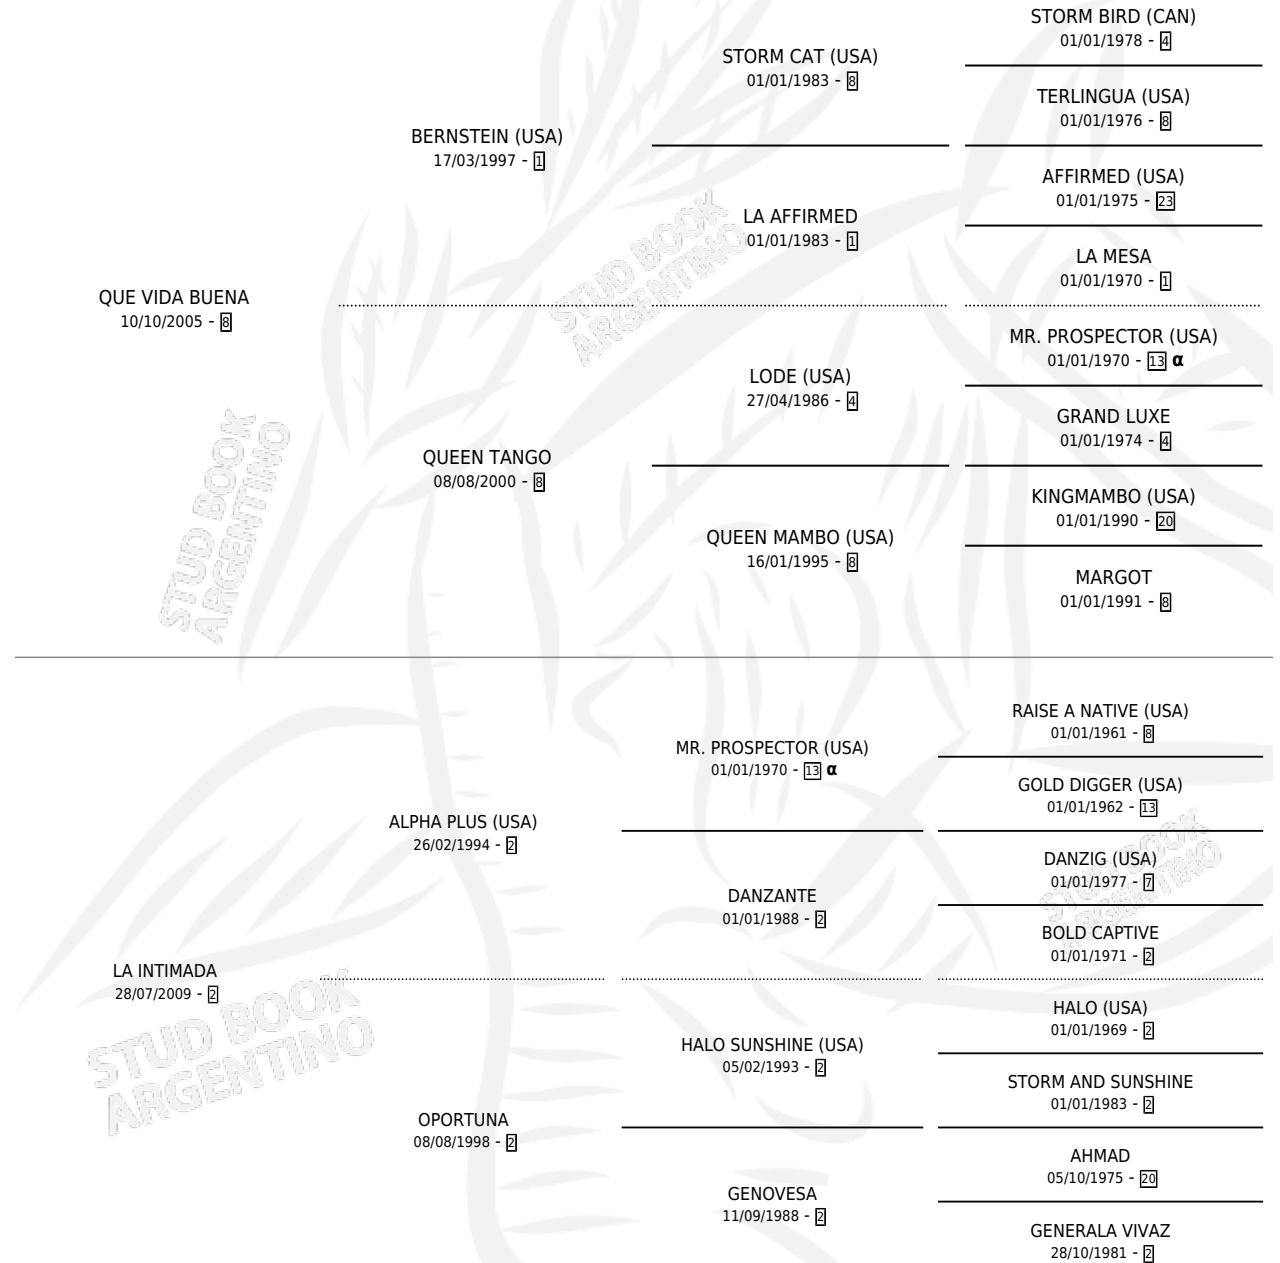 STORM BIRD (CAN)
01/01/1978 - 4
STORM CAT (USA)
01/01/1983 - 8
TERLINGUA (USA)
01/01/1976 - 8
BERNSTEIN (USA)
17/03/1997 - 1
AFFIRMED (USA)
01/01/1975 - 23
LA AFFIRMED
01/01/1983 - 1
LA MESA
01/01/1970 - 1
QUE VIDA BUENA
10/10/2005 - 8
MR. PROSPECTOR (USA)
01/01/1970 - 13 α
LODE (USA)
27/04/1986 - 4
GRAND LUXE
01/01/1974 - 4
QUEEN TANGO
08/08/2000 - 8
KINGMAMBO (USA)
01/01/1990 - 20
QUEEN MAMBO (USA)
16/01/1995 - 8
MARGOT
01/01/1991 - 8
RAISE A NATIVE (USA)
01/01/1961 - 8
MR. PROSPECTOR (USA)
01/01/1970 - 13 α
GOLD DIGGER (USA)
01/01/1962 - 13
ALPHA PLUS (USA)
26/02/1994 - 2
DANZIG (USA)
01/01/1977 - 7
DANZANTE
01/01/1988 - 2
BOLD CAPTIVE
01/01/1971 - 2
LA INTIMADA
28/07/2009 - 2
HALO (USA)
01/01/1969 - 2
HALO SUNSHINE (USA)
05/02/1993 - 2
STORM AND SUNSHINE
01/01/1983 - 2
OPORTUNA
08/08/1998 - 2
AHMAD
05/10/1975 - 20
GENOVESA
11/09/1988 - 2
GENERALA VIVAZ
28/10/1981 - 2
STUD BOOK
ARGENTINO
STUD BOOK
ARGENTINO
STUD BOOK
ARGENTINO
STUD BOOK
ARGENTINO